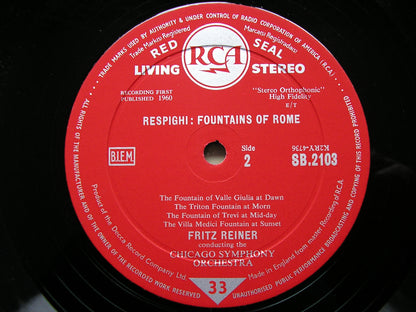 TRADE MARKS USED BY AUTHORITY & UNDER CONTROL OF RADIO CORPORATION OF AMERICA (R.C.A.)
Trade Mark(s) Registered
Marca(s) Registrada(s)
RED SEAL
RCA
LIVING STEREO
RECORDING FIRST
PUBLISHED 1960
"Stereo Orthophonic"
High Fidelity
E/T
RESPIGHI: FOUNTAINS OF ROME
B.I.E.M.
Side
2
K2RY-4736
SB.2103
The Fountain of Valle Giulia at Dawn
The Triton Fountain at Morn
The Fountain of Trevi at Mid-day
The Villa Medici Fountain at Sunset
FRITZ REINER
conducting the
CHICAGO SYMPHONY
ORCHESTRA
33
Product of the Decca Record Company Ltd
Made in England from master Recording of R.C.A.
ALL RIGHTS OF THE MANUFACTURER AND OF THE OWNER OF THE RECORDED WORK RESERVED
UNAUTHORISED PUBLIC PERFORMANCE BROADCASTING AND COPYING OF THIS RECORD PROHIBITED